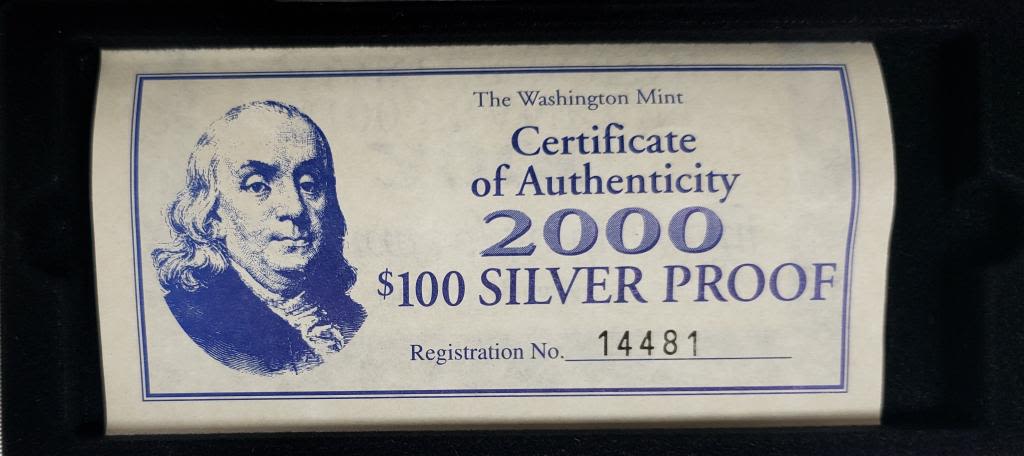 The Washington Mint
Certificate
of Authenticity
2000
$100 SILVER PROOF
Registration No. 14481